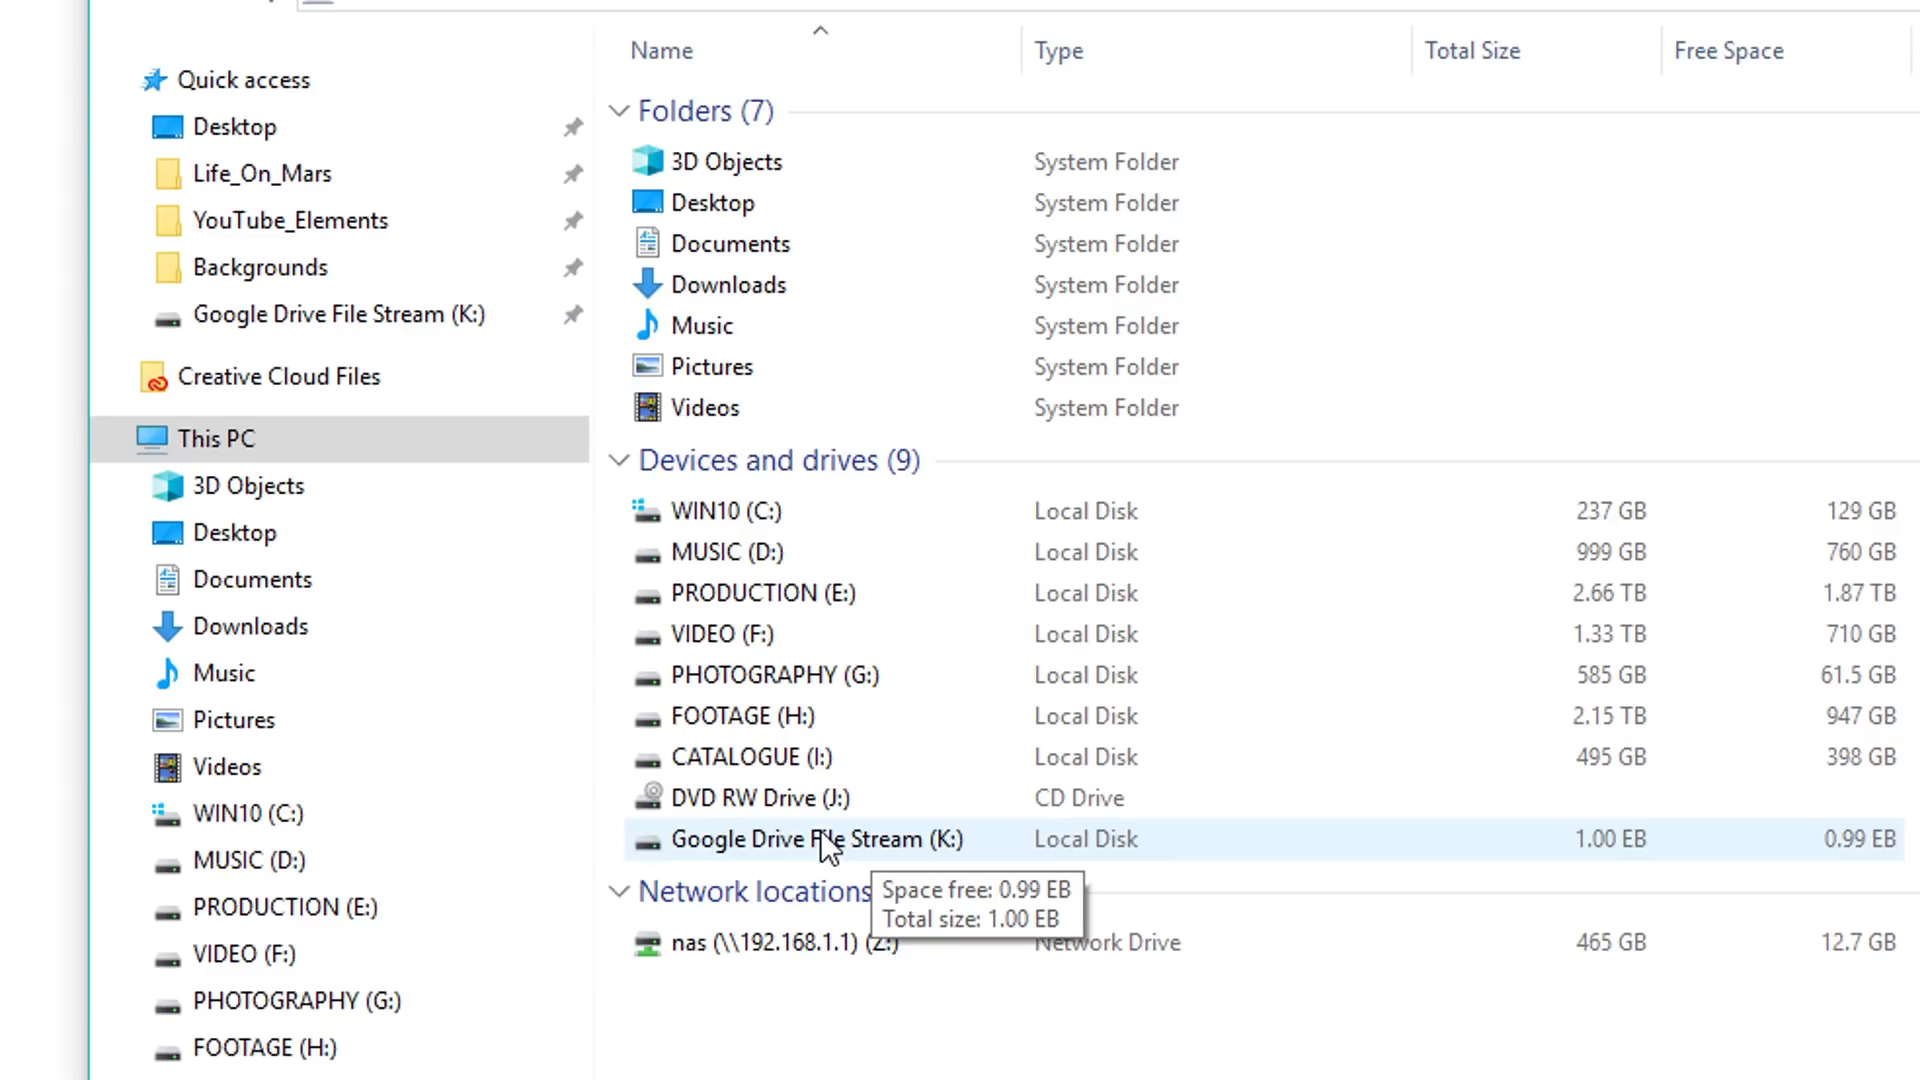 Name Type Total Size Free Space
Quick access
Desktop
Life_On_Mars
YouTube_Elements
Backgrounds
Google Drive File Stream (K:)
Creative Cloud Files
This PC
3D Objects
Desktop
Documents
Downloads
Music
Pictures
Videos
WIN10 (C:)
MUSIC (D:)
PRODUCTION (E:)
VIDEO (F:)
PHOTOGRAPHY (G:)
FOOTAGE (H:)
Folders (7)
3D Objects System Folder
Desktop System Folder
Documents System Folder
Downloads System Folder
Music System Folder
Pictures System Folder
Videos System Folder
Devices and drives (9)
WIN10 (C:) Local Disk 237 GB 129 GB
MUSIC (D:) Local Disk 999 GB 760 GB
PRODUCTION (E:) Local Disk 2.66 TB 1.87 TB
VIDEO (F:) Local Disk 1.33 TB 710 GB
PHOTOGRAPHY (G:) Local Disk 585 GB 61.5 GB
FOOTAGE (H:) Local Disk 2.15 TB 947 GB
CATALOGUE (I:) Local Disk 495 GB 398 GB
DVD RW Drive (J:) CD Drive
Google Drive File Stream (K:) Local Disk 1.00 EB 0.99 EB
Network locations
Space free: 0.99 EB
Total size: 1.00 EB
nas (\\192.168.1.1) (Z:) Network Drive 465 GB 12.7 GB